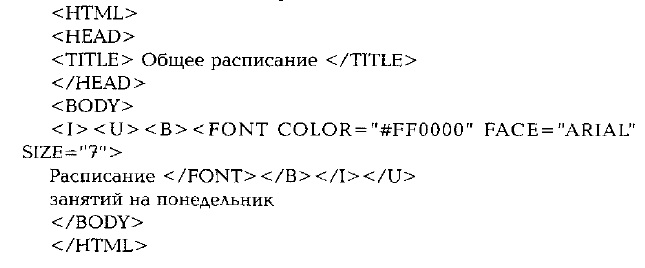 <HTML>
<HEAD>
<TITLE> Общее расписание </TITLE>
</HEAD>
<BODY>
<I><U><B><FONT COLOR="#FF0000" FACE="ARIAL"
SIZE="7">
Расписание </FONT></B></I></U>
занятий на понедельник
</BODY>
</HTML>